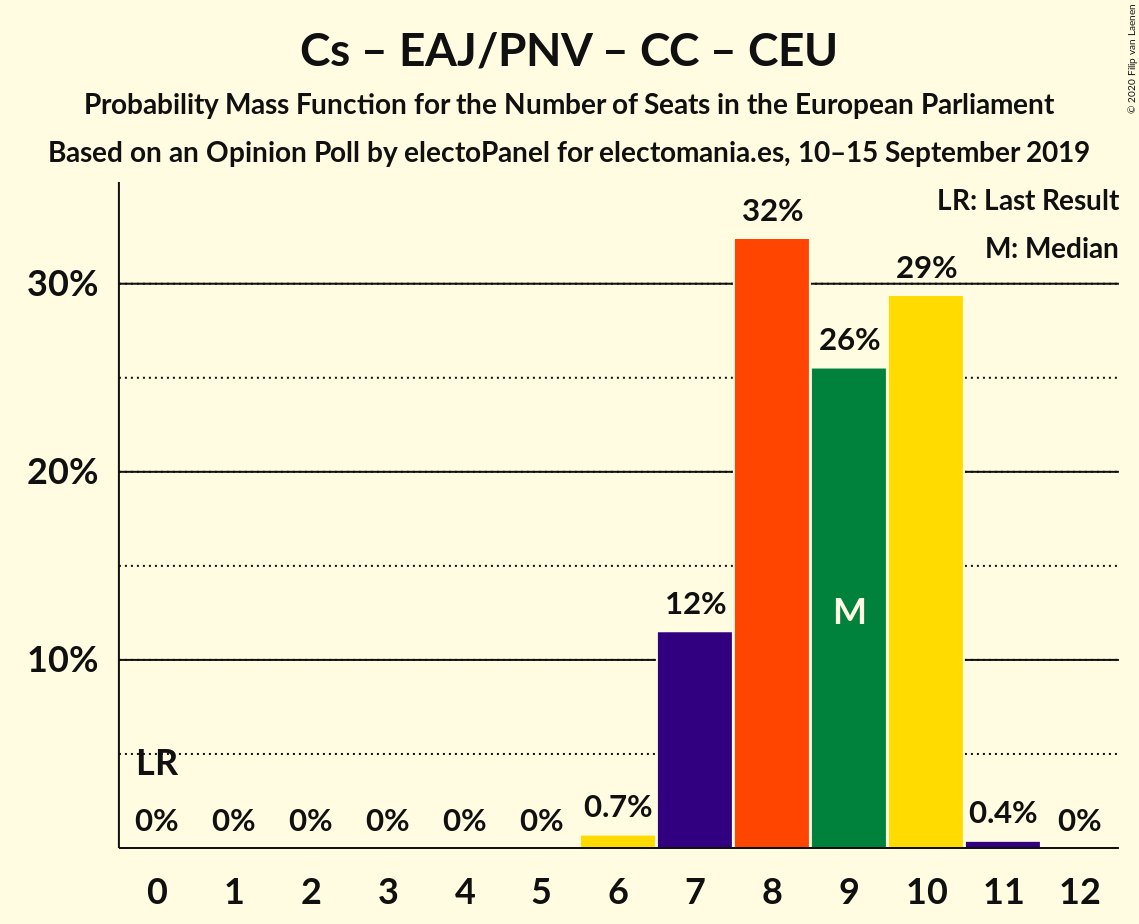 Cs – EAJ/PNV – CC – CEU
Probability Mass Function for the Number of Seats in the European Parliament
Based on an Opinion Poll by electoPanel for electomania.es, 10–15 September 2019
© 2020 Filip van Laenen
LR: Last Result
M: Median
32%
29%
30%
26%
20%
12%
M
10%
LR
0% 0% 0% 0% 0% 0% 0.7% 0.4% 0%
0 1 2 3 4 5 6 7 8 9 10 11 12